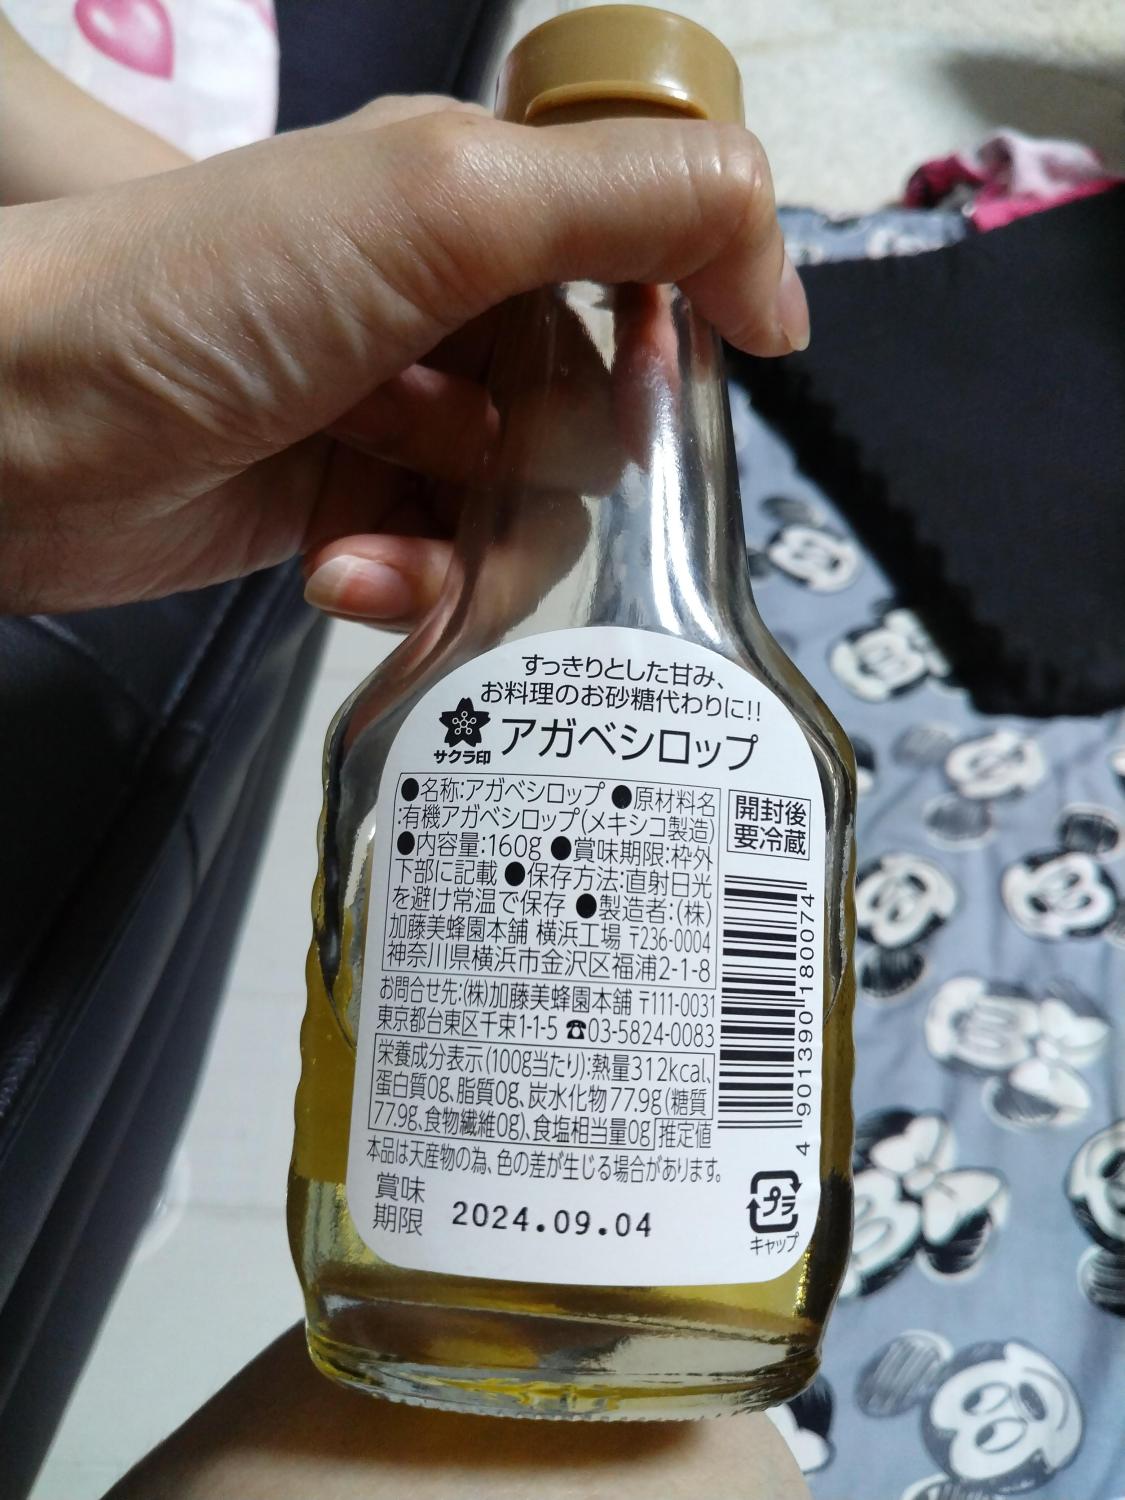 すっきりとした甘み、
お料理のお砂糖代わりに!!
サクラ印
アガベシロップ
●名称:アガベシロップ ●原材料名
:有機アガベシロップ(メキシコ製造)
●内容量:160g ●賞味期限:枠外
下部に記載 ●保存方法:直射日光
を避け常温で保存 ●製造者:(株)
加藤美蜂園本舗 横浜工場 〒236-0004
神奈川県横浜市金沢区福浦2-1-8
開封後
要冷蔵
お問合せ先:(株)加藤美蜂園本舗 〒111-0031
東京都台東区千束1-1-5 ☎03-5824-0083
栄養成分表示(100g当たり):熱量312kcal、
蛋白質0g、脂質0g、炭水化物77.9g(糖質
77.9g、食物繊維0g)、食塩相当量0g 推定値
本品は天産物の為、色の差が生じる場合があります。
賞味
期限
2024.09.04
4 901390 180074
プラ
キャップ